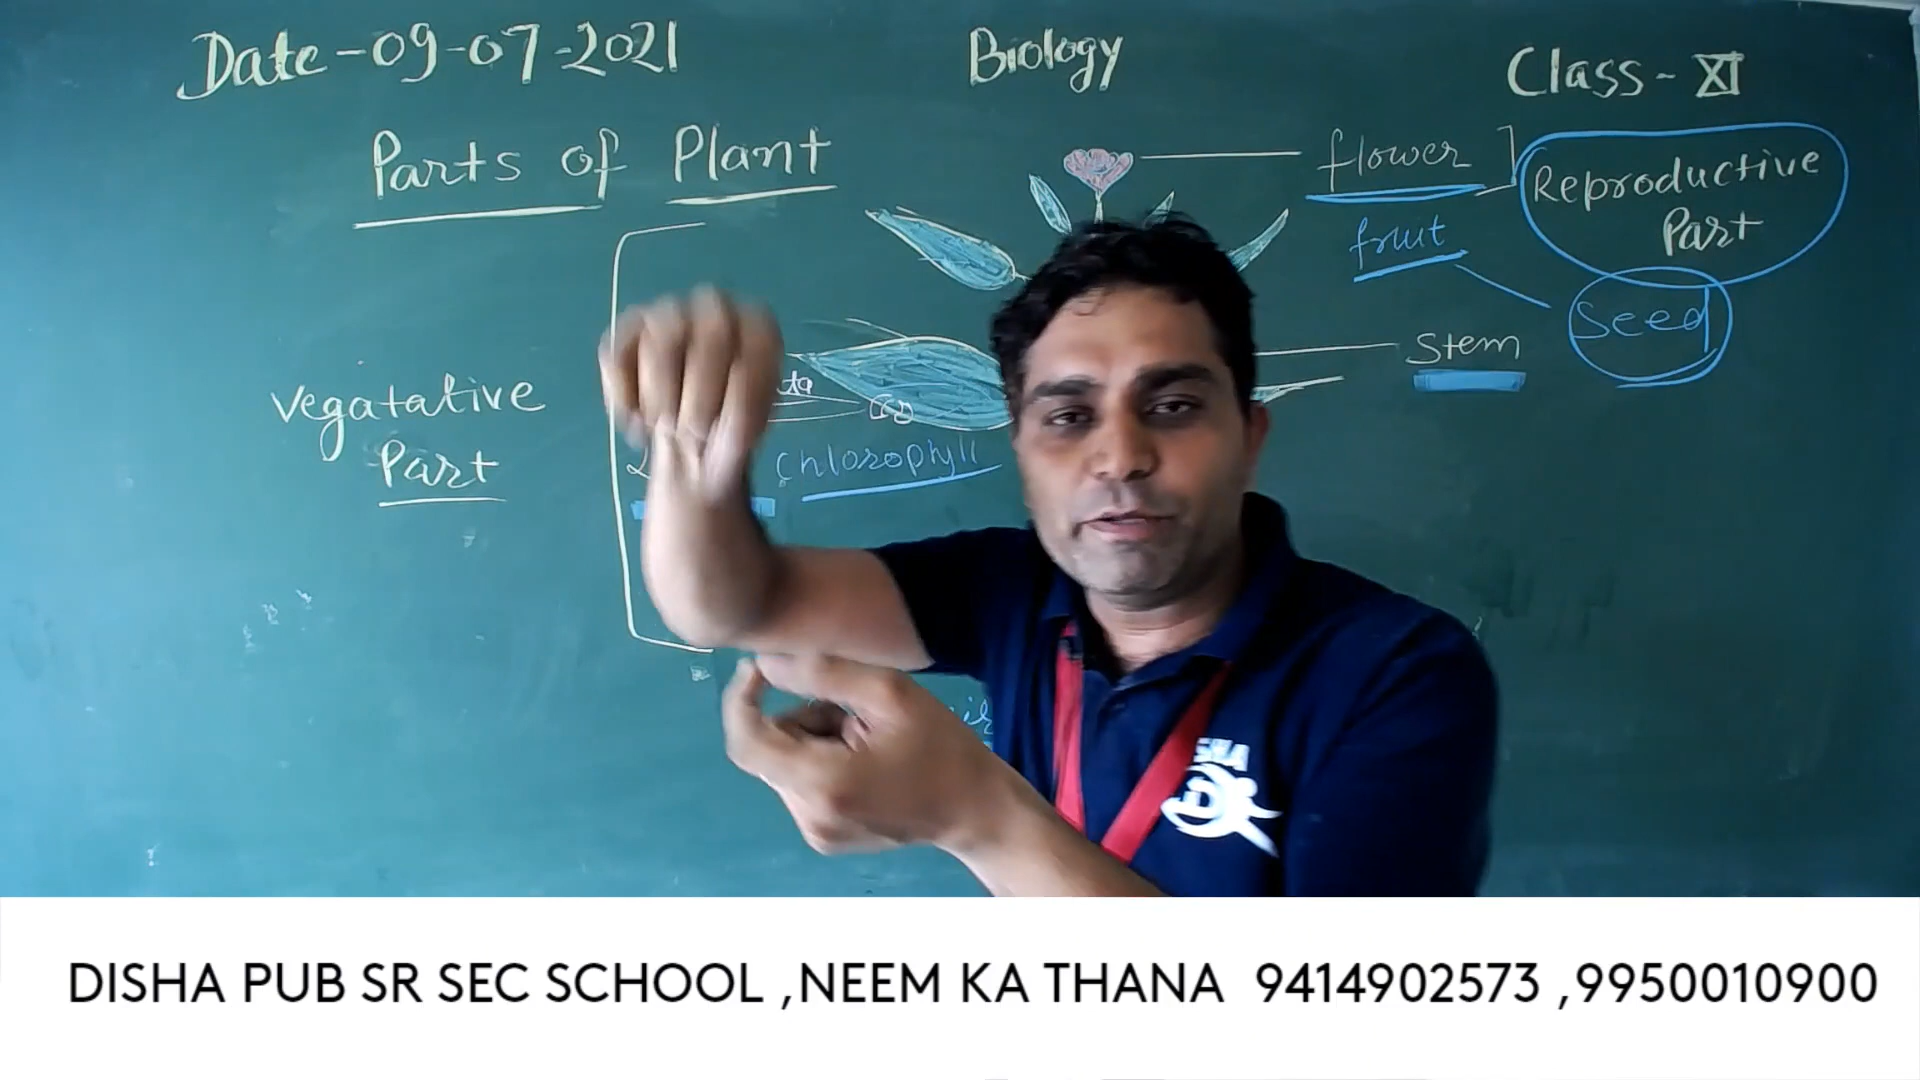 Date-09-07-2021
Biology
Class-XI
Parts of Plant
flower
Reproductive
Part
fruit
Seed
Stem
Vegatative
Part
ta
Chlorophyll
DISHA PUB SR SEC SCHOOL ,NEEM KA THANA 9414902573 ,9950010900